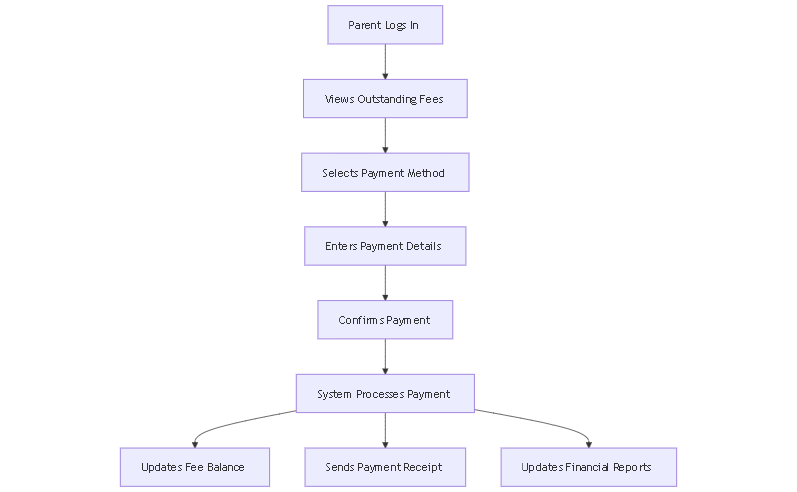 Parent Logs In
Views Outstanding Fees
Selects Payment Method
Enters Payment Details
Confirms Payment
System Processes Payment
Updates Fee Balance
Sends Payment Receipt
Updates Financial Reports